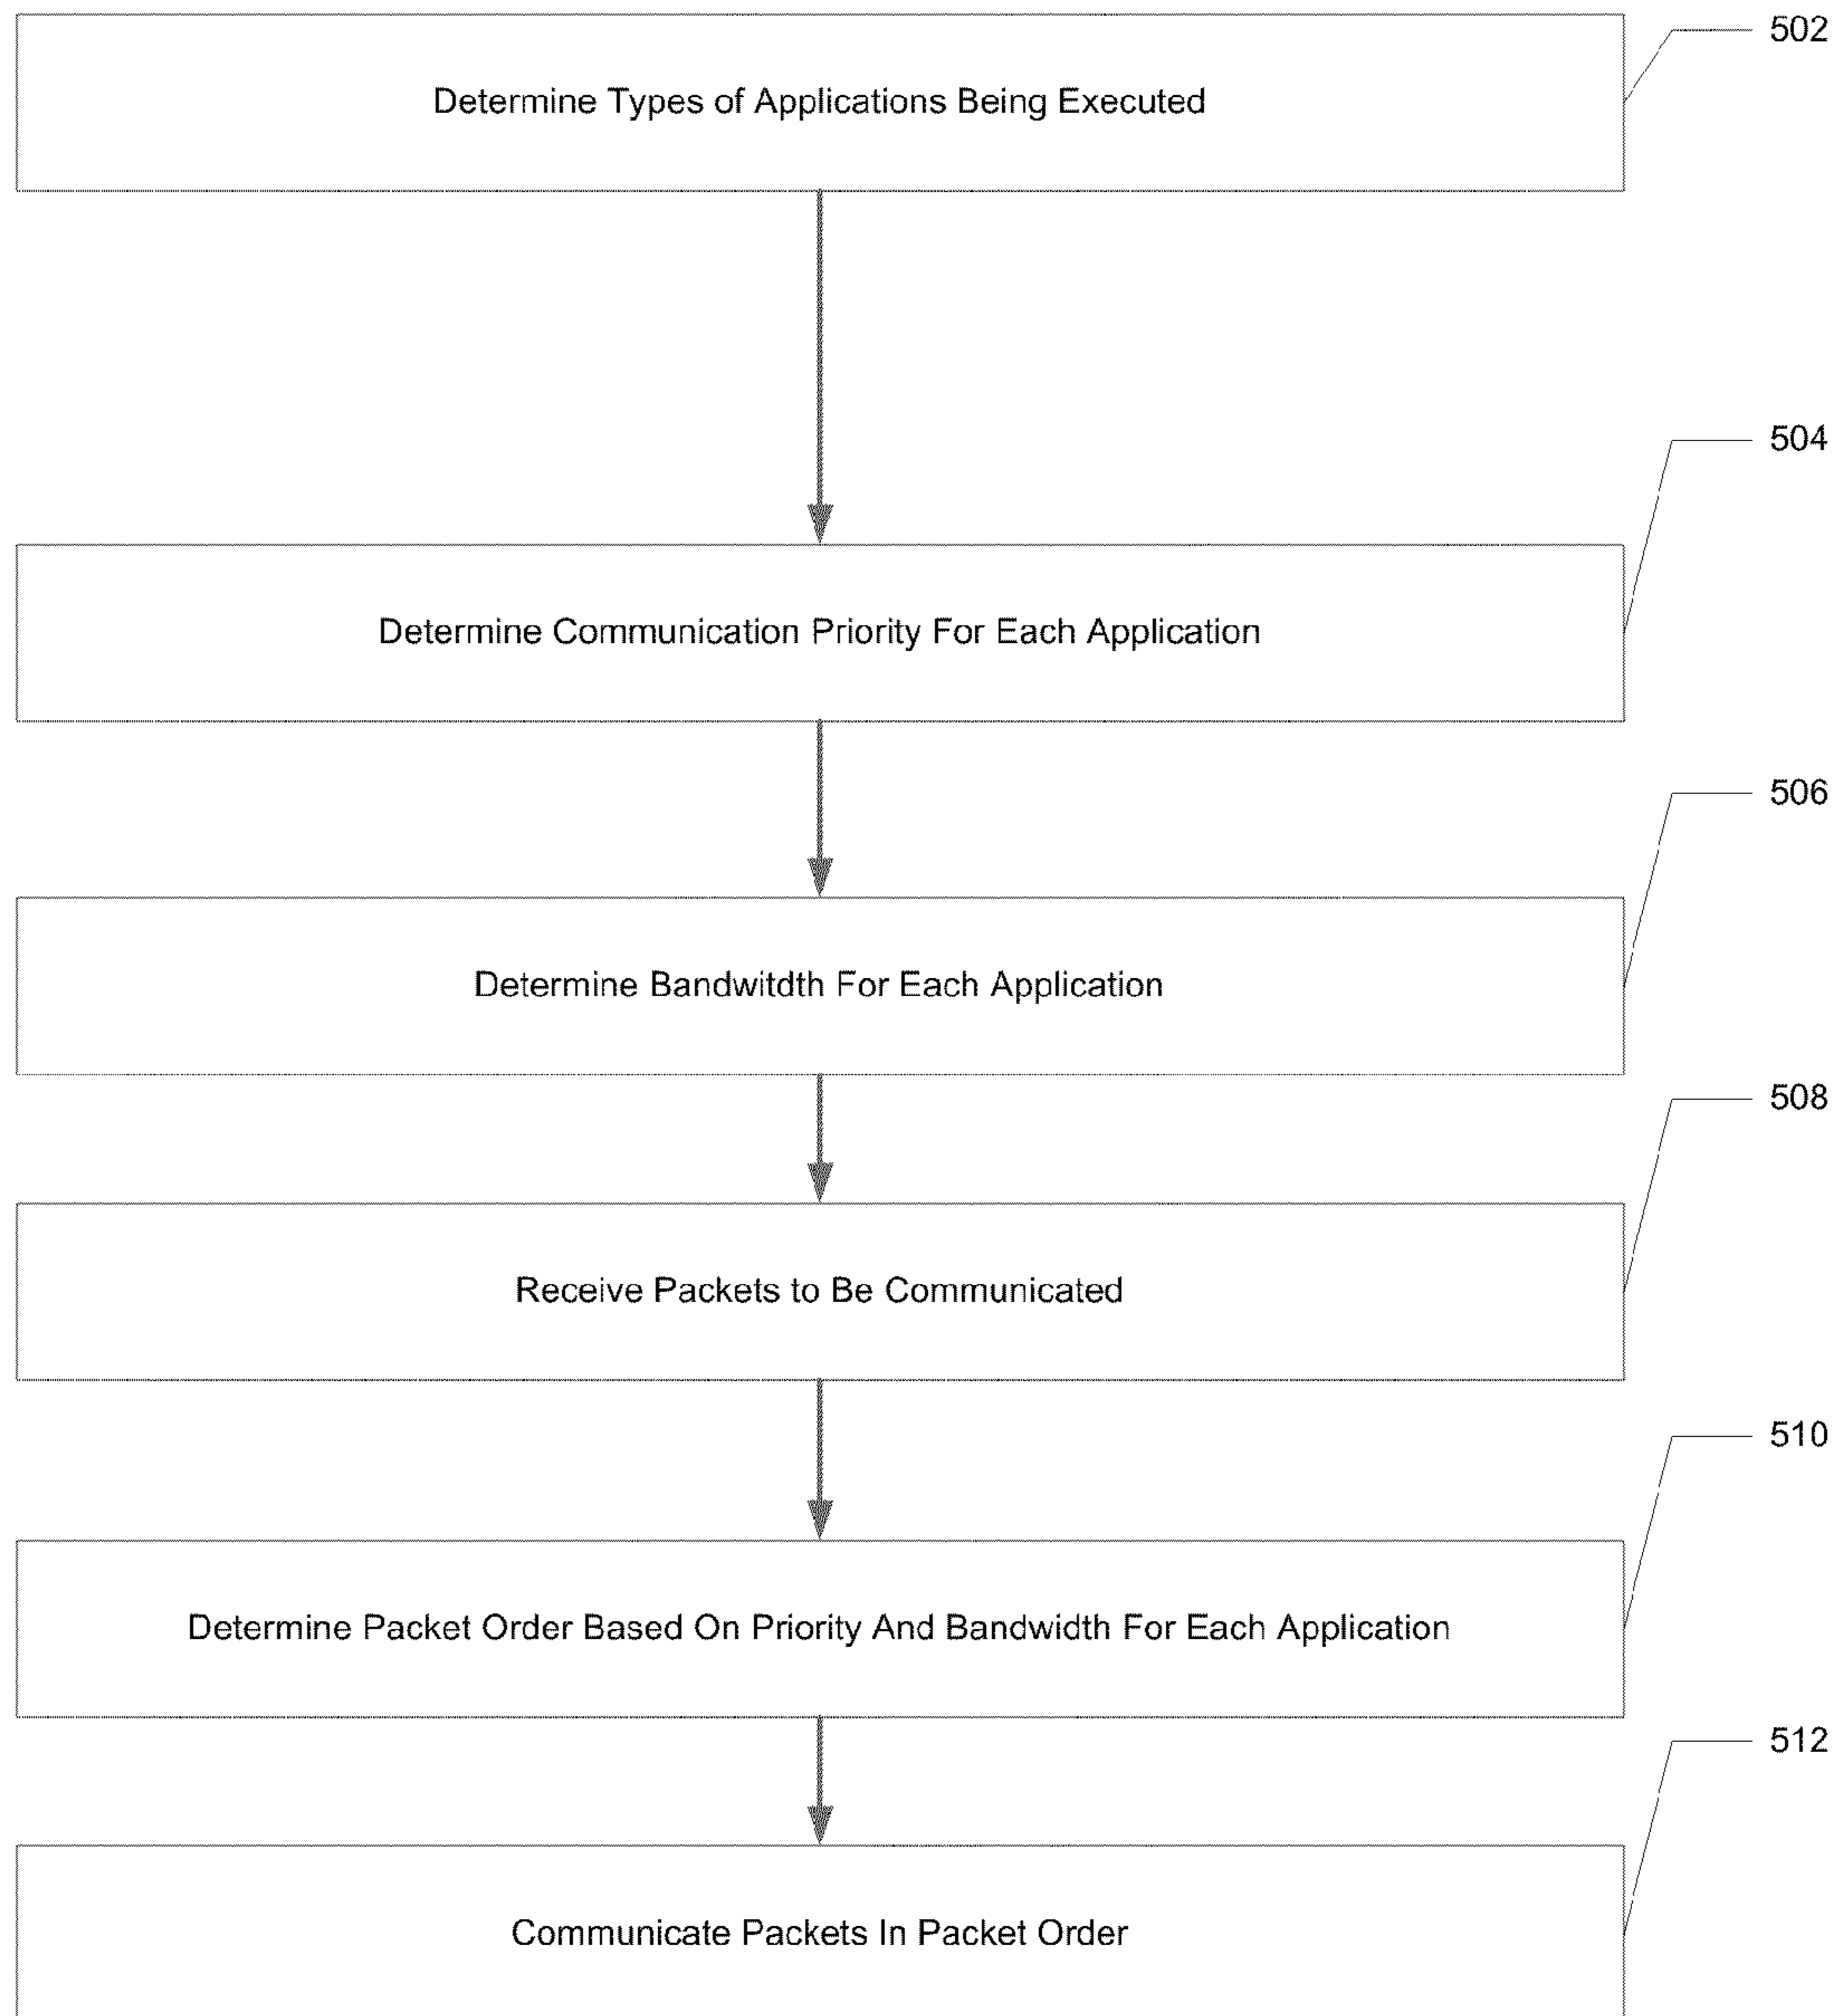 502
Determine Types of Applications Being Executed
504
Determine Communication Priority For Each Application
506
Determine Bandwitdth For Each Application
508
Receive Packets to Be Communicated
510
Determine Packet Order Based On Priority And Bandwidth For Each Application
512
Communicate Packets In Packet Order